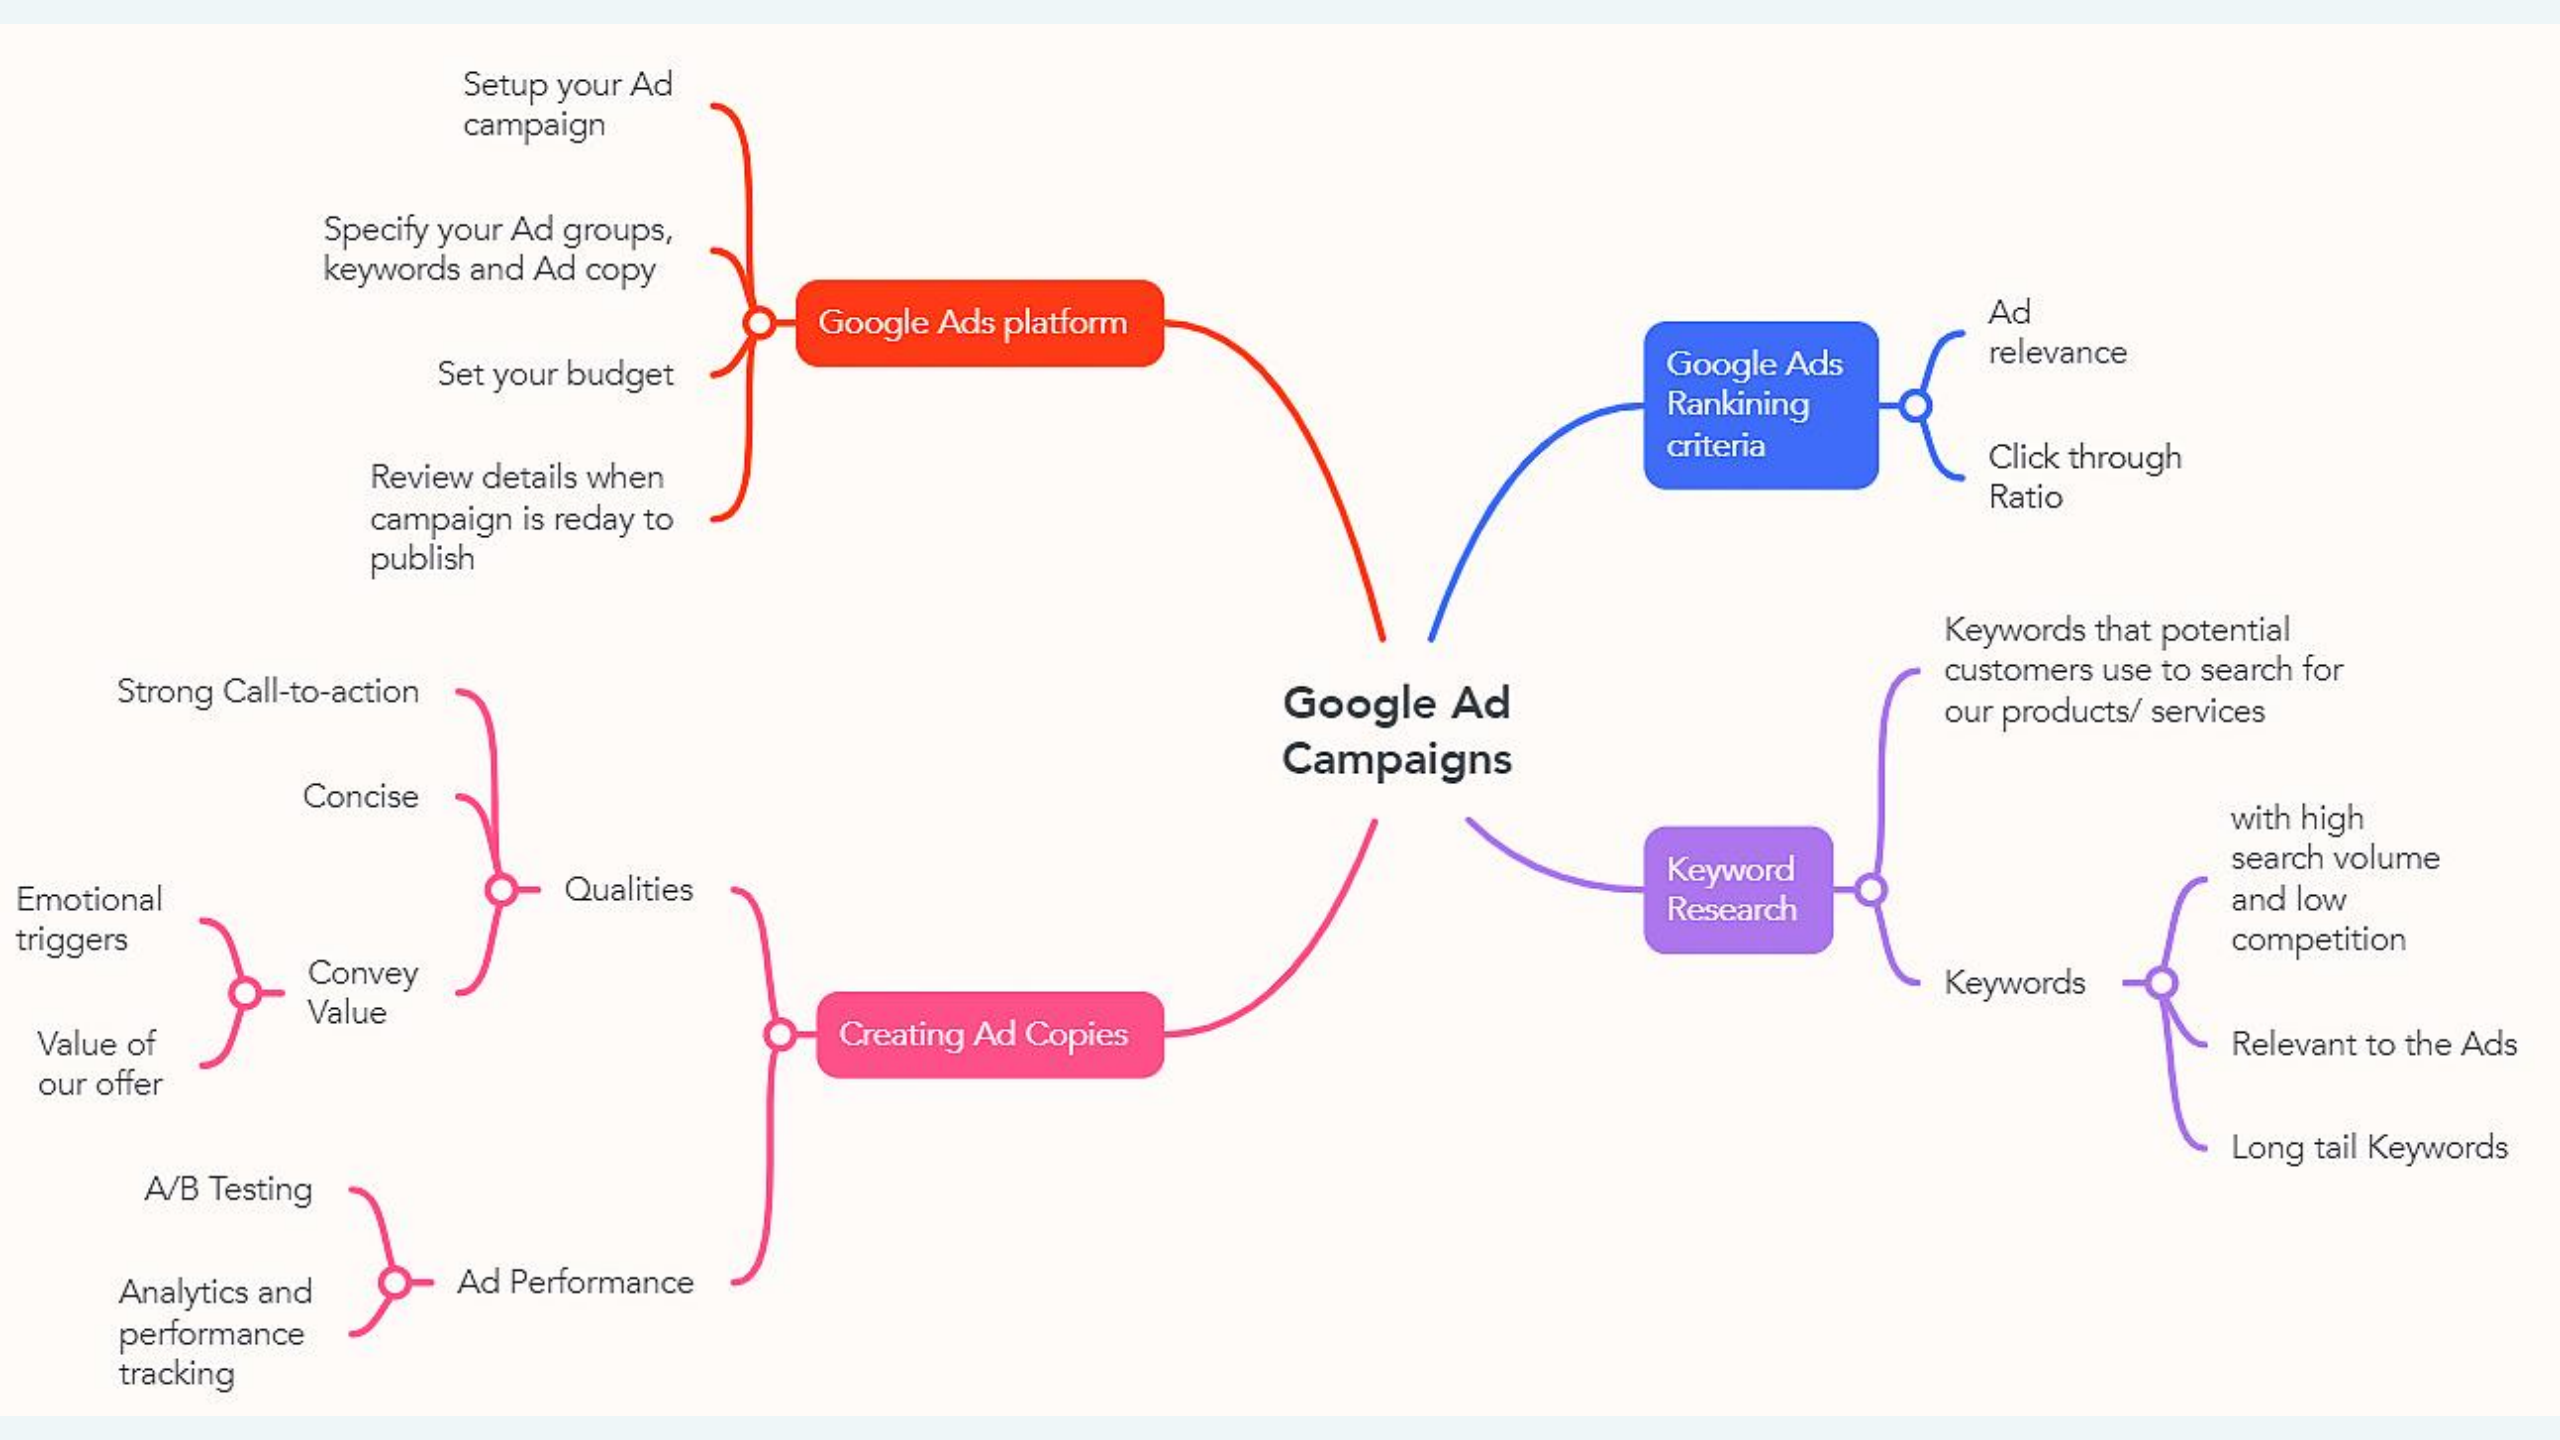 Setup your Ad
campaign
Specify your Ad groups,
keywords and Ad copy
Set your budget
Review details when
campaign is reday to
publish
Google Ads platform
Google Ads
Rankining
criteria
Ad
relevance
Click through
Ratio
Google Ad
Campaigns
Keyword
Research
Keywords that potential
customers use to search for
our products/ services
Keywords
with high
search volume
and low
competition
Relevant to the Ads
Long tail Keywords
Creating Ad Copies
Qualities
Strong Call-to-action
Concise
Convey
Value
Emotional
triggers
Value of
our offer
Ad Performance
A/B Testing
Analytics and
performance
tracking